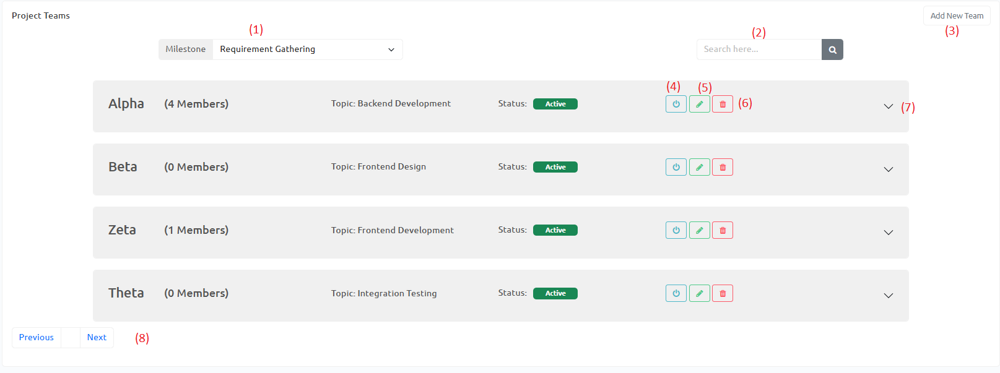 Project Teams
Add New Team
(1)
(2)
(3)
Milestone Requirement Gathering
Search here...
(4) (5)
Alpha (4 Members) Topic: Backend Development Status: Active (6) (7)
Beta (0 Members) Topic: Frontend Design Status: Active
Zeta (1 Members) Topic: Frontend Development Status: Active
Theta (0 Members) Topic: Integration Testing Status: Active
Previous Next (8)